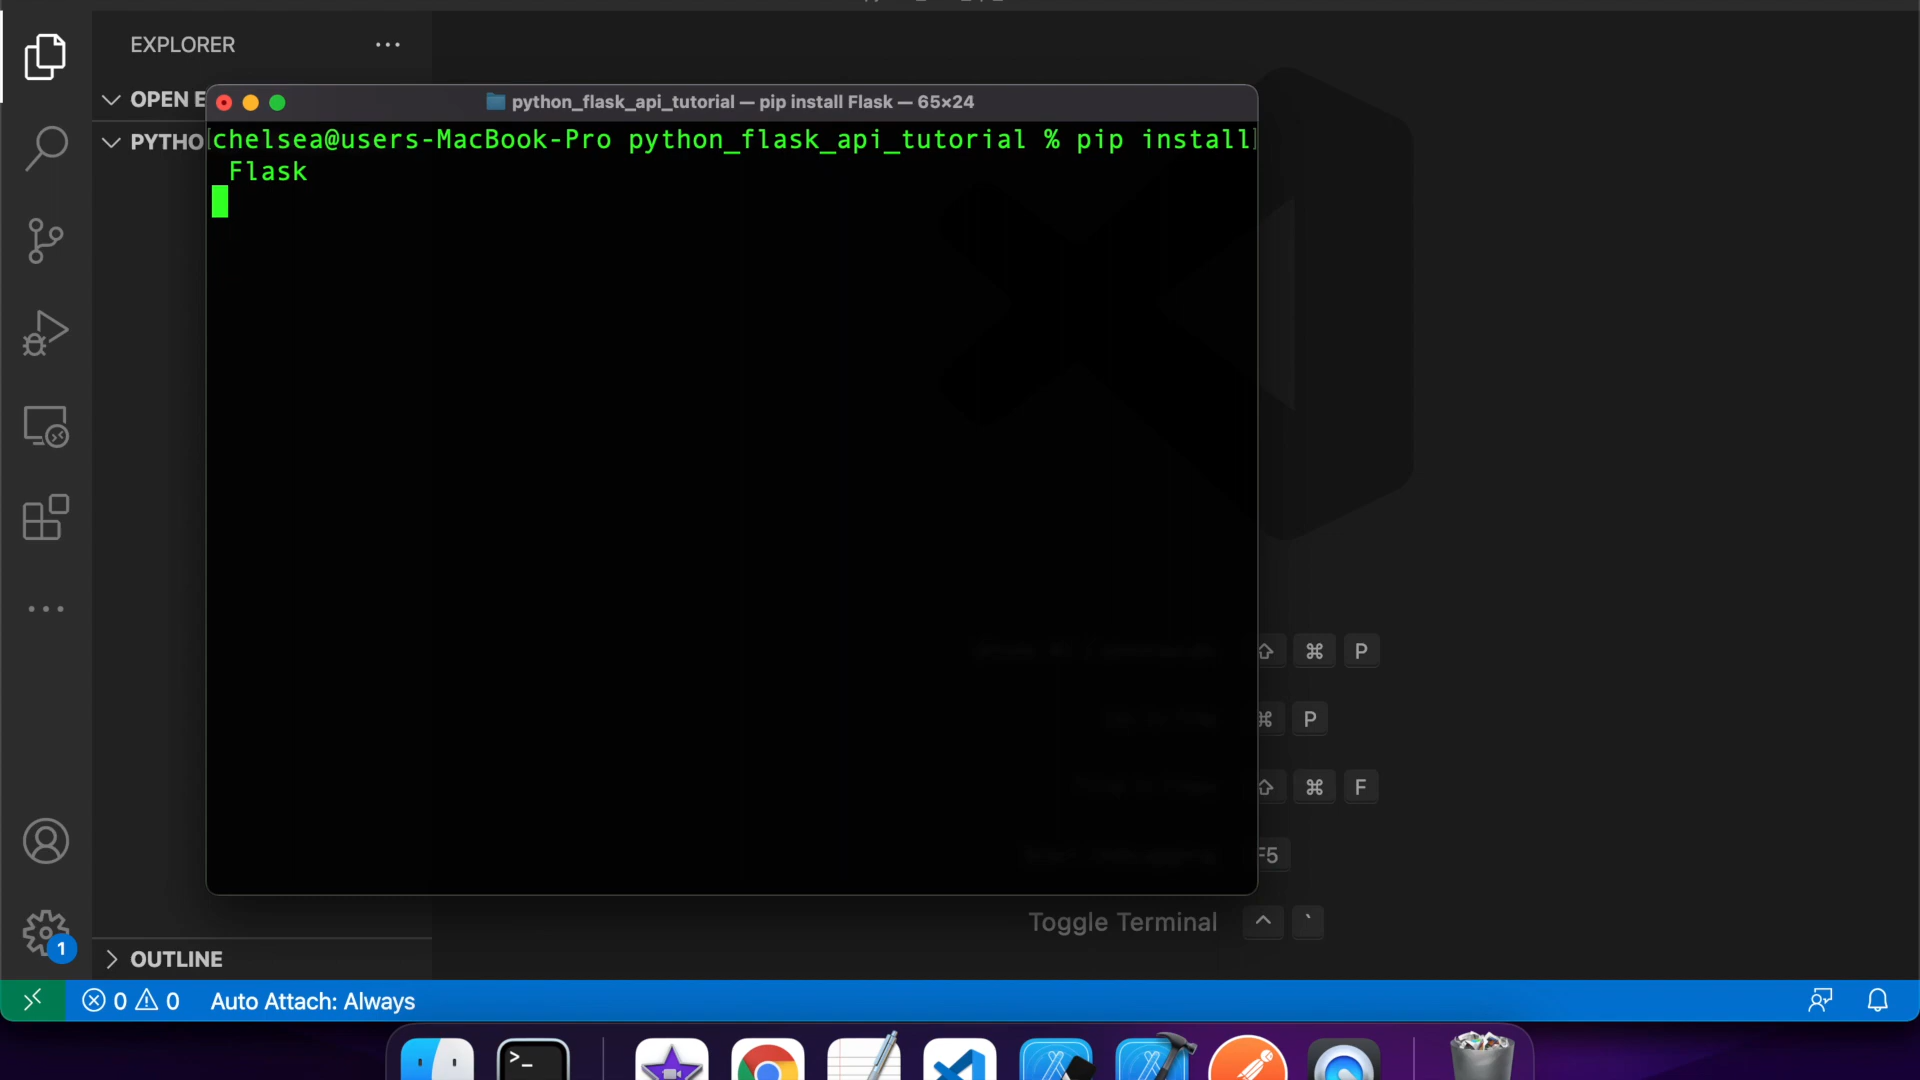 EXPLORER
OPEN E
python_flask_api_tutorial — pip install Flask — 65×24
PYTHO
[chelsea@users-MacBook-Pro python_flask_api_tutorial % pip install]
Flask
⇧ ⌘ P
⌘ P
⇧ ⌘ F
F5
Toggle Terminal ^ `
1
OUTLINE
0 0 Auto Attach: Always
>_